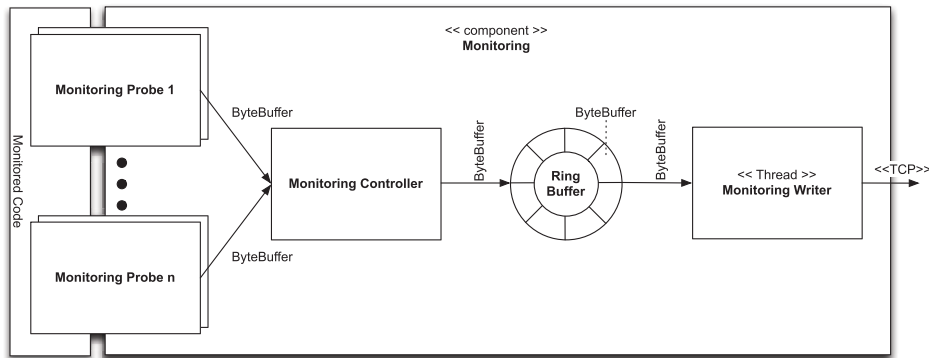 << component >>
Monitoring
Monitored Code
Monitoring Probe 1
ByteBuffer
Monitoring Controller
ByteBuffer
ByteBuffer
Ring
Buffer
ByteBuffer
<< Thread >>
Monitoring Writer
<<TCP>>
ByteBuffer
Monitoring Probe n